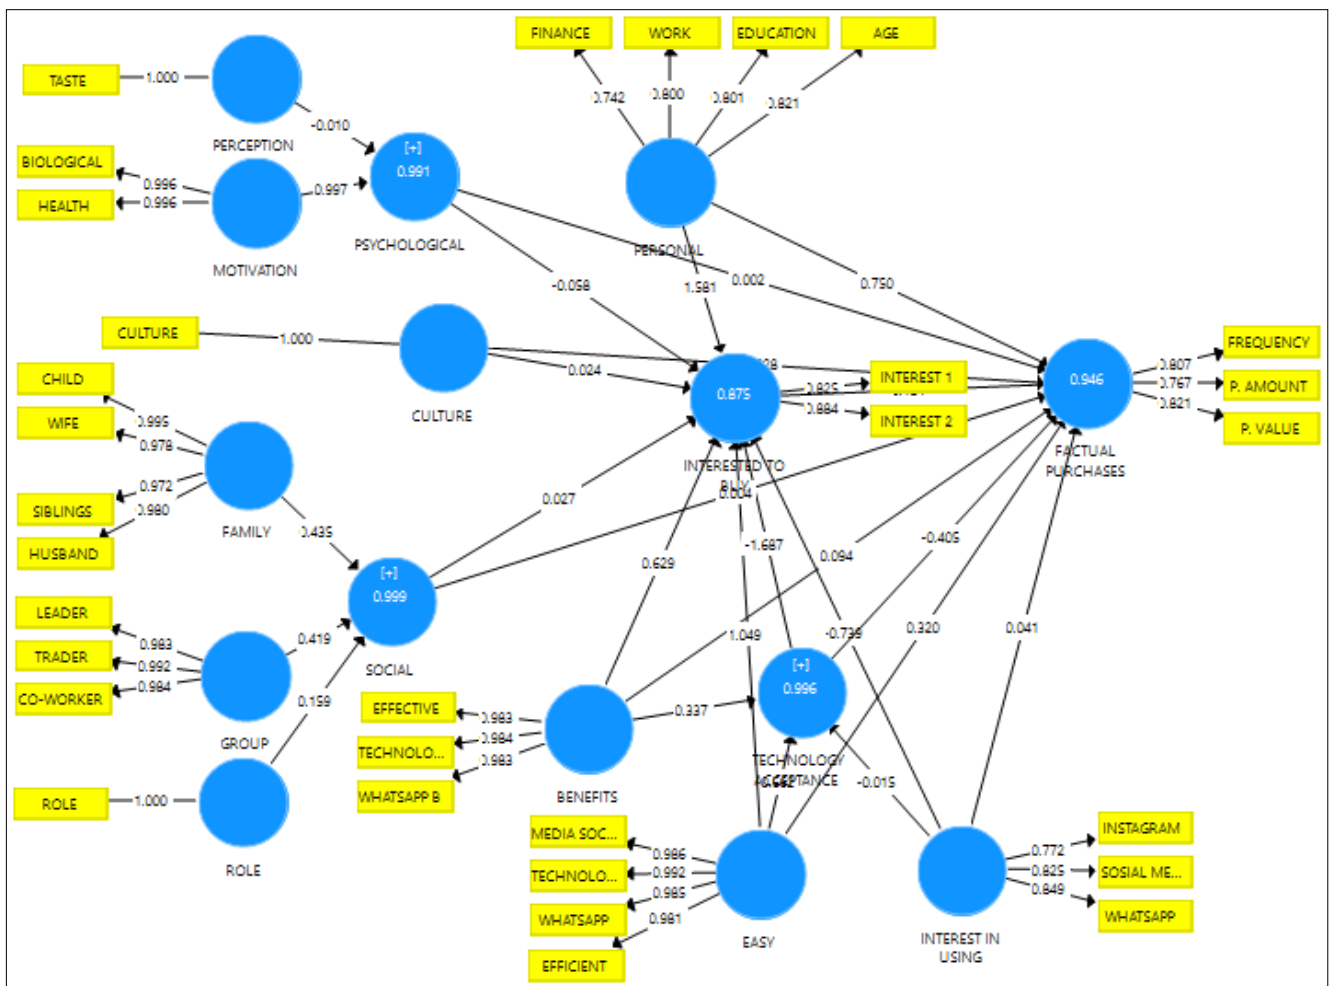 FINANCE
WORK
EDUCATION
AGE
TASTE
1.000
PERCEPTION
-0.010
BIOLOGICAL
0.996
HEALTH
0.996
MOTIVATION
0.997
[+]
0.991
PSYCHOLOGICAL
0.742
0.800
0.801
0.821
PERSONAL
-0.058
1.581
0.002
0.750
CULTURE
1.000
CULTURE
0.024
CHILD
0.995
WIFE
0.978
SIBLINGS
0.972
HUSBAND
0.980
FAMILY
0.435
0.875
0.825
INTEREST 1
0.884
INTEREST 2
INTERESTED TO
BUY
0.946
FACTUAL
PURCHASES
0.807
FREQUENCY
0.767
P. AMOUNT
0.821
P. VALUE
0.027
0.004
LEADER
0.983
TRADER
0.992
CO-WORKER
0.984
GROUP
0.419
[+]
0.999
SOCIAL
0.159
ROLE
1.000
ROLE
0.629
-1.687
0.094
-0.405
1.049
-0.739
0.320
0.041
EFFECTIVE
0.983
TECHNOLO...
0.984
WHATSAPP B
0.983
BENEFITS
0.337
[+]
0.996
TECHNOLOGY
ACCEPTANCE
-0.015
MEDIA SOC...
0.986
TECHNOLO...
0.992
WHATSAPP
0.985
EFFICIENT
0.981
EASY
INTEREST IN
USING
0.772
INSTAGRAM
0.825
SOSIAL ME...
0.849
WHATSAPP